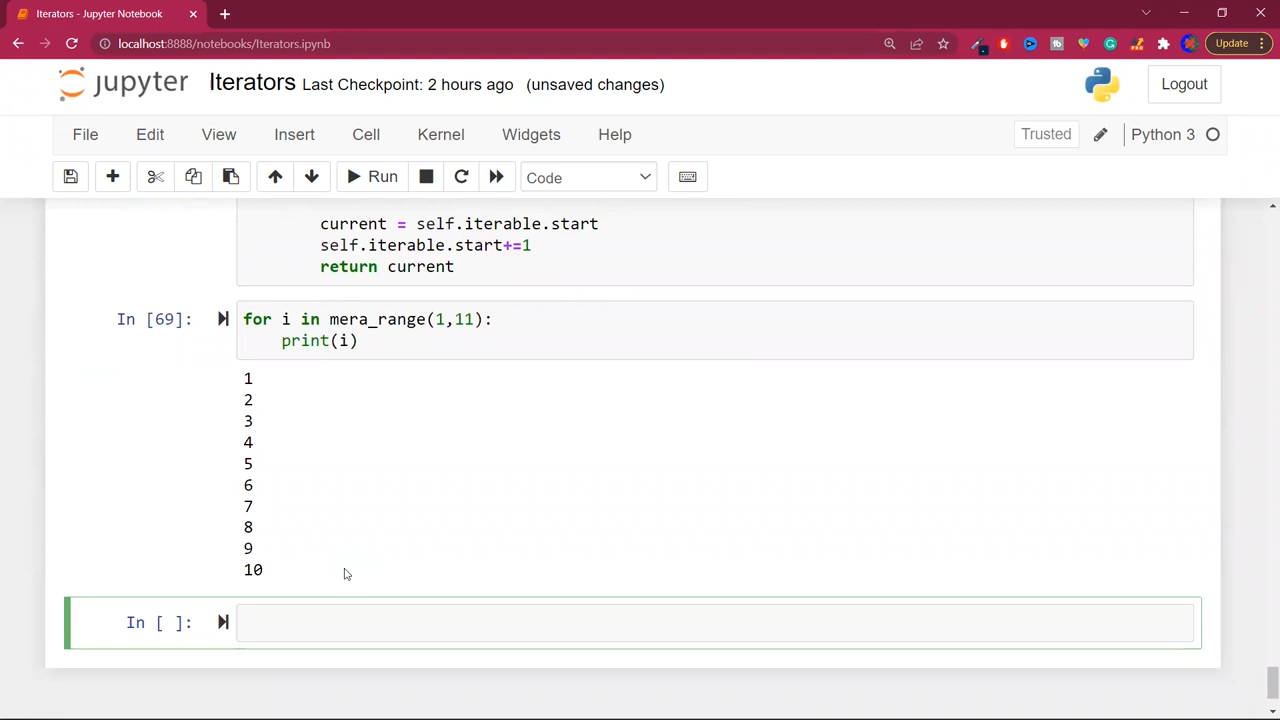 Iterators - Jupyter Notebook
localhost:8888/notebooks/Iterators.ipynb
Update
jupyter Iterators Last Checkpoint: 2 hours ago (unsaved changes)
Logout
File Edit View Insert Cell Kernel Widgets Help
Trusted Python 3
Run Code
current = self.iterable.start
self.iterable.start+=1
return current
In [69]: for i in mera_range(1,11):
print(i)
1
2
3
4
5
6
7
8
9
10
In [ ]: